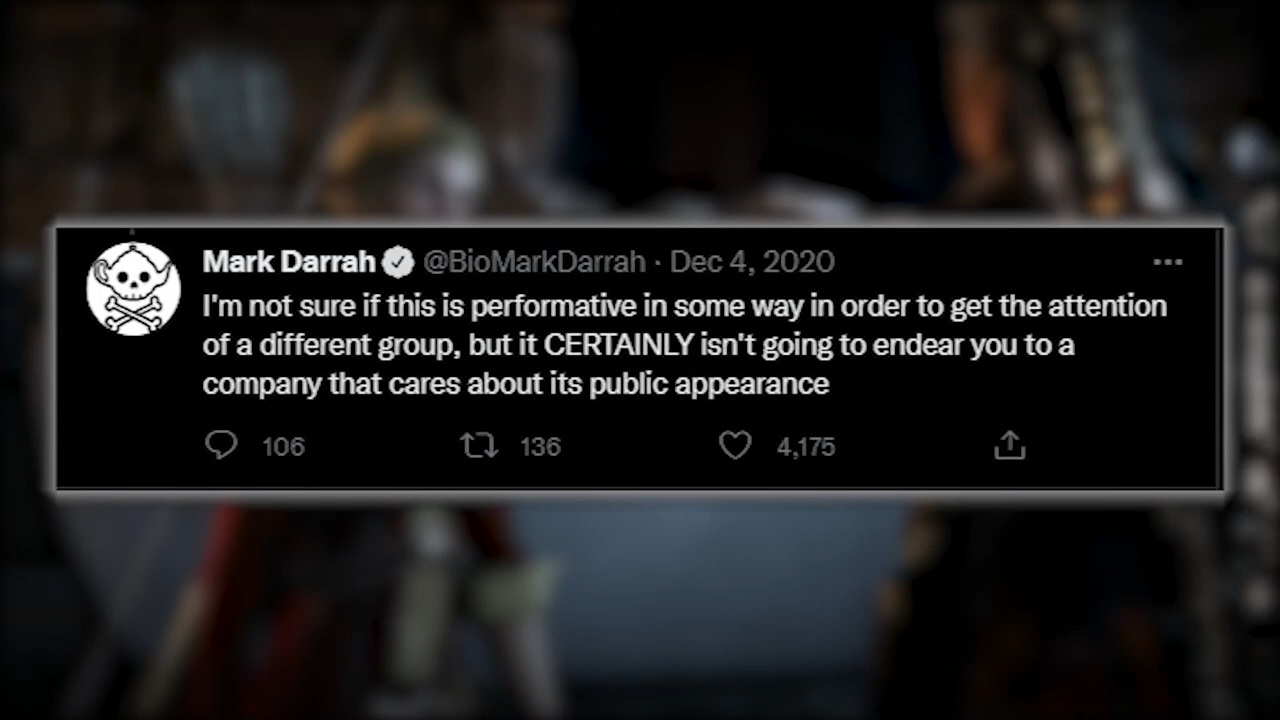 Mark Darrah @BioMarkDarrah · Dec 4, 2020
I'm not sure if this is performative in some way in order to get the attention
of a different group, but it CERTAINLY isn't going to endear you to a
company that cares about its public appearance
106 136 4,175